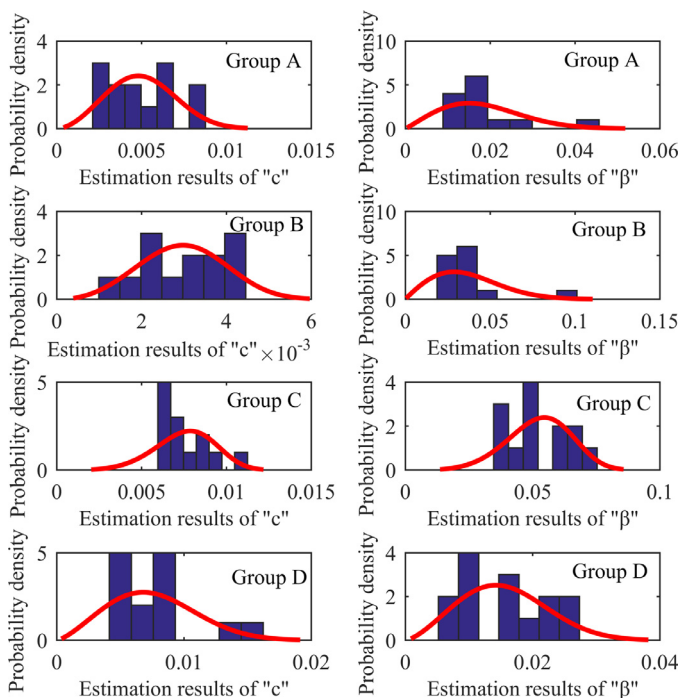 Probability density
4
2
0
Group A
0
0.005
0.01
0.015
Estimation results of "c"
Probability density
10
5
0
Group A
0
0.02
0.04
0.06
Estimation results of "β"
Probability density
4
2
0
Group B
0
2
4
6
Estimation results of "c" ×10⁻³
Probability density
10
5
0
Group B
0
0.05
0.1
0.15
Estimation results of "β"
Probability density
5
0
Group C
0
0.005
0.01
0.015
Estimation results of "c"
Probability density
4
2
0
Group C
0
0.05
0.1
Estimation results of "β"
Probability density
5
0
Group D
0
0.01
0.02
Estimation results of "c"
Probability density
4
2
0
Group D
0
0.02
0.04
Estimation results of "β"